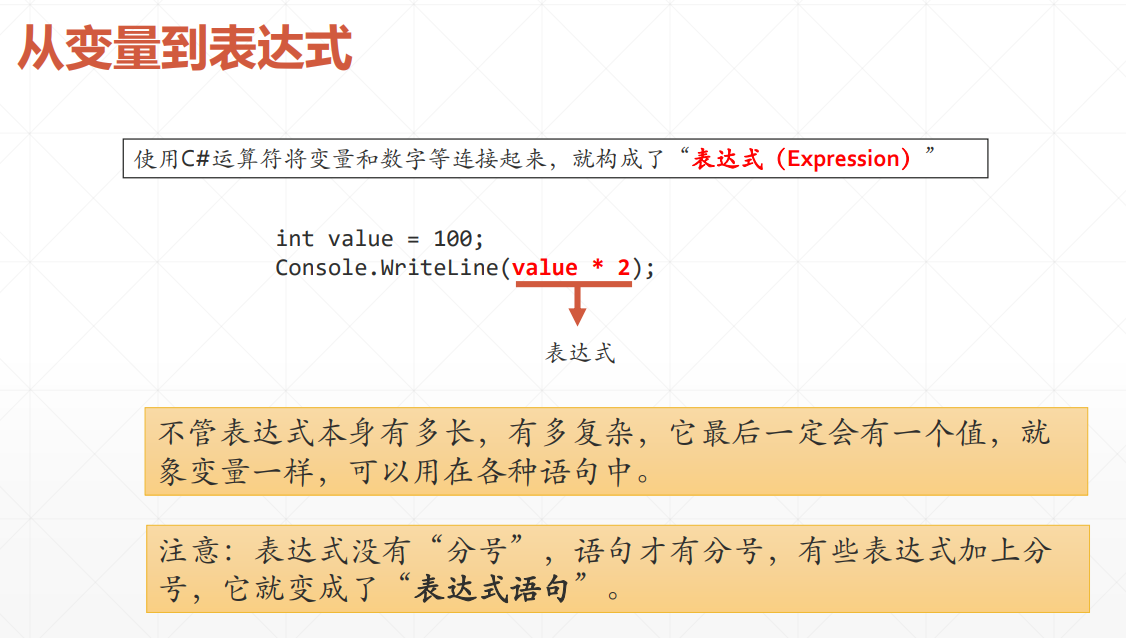 从变量到表达式
使用C#运算符将变量和数字等连接起来，就构成了“表达式（Expression）”
int value = 100;
Console.WriteLine(value * 2);
表达式
不管表达式本身有多长，有多复杂，它最后一定会有一个值，就
象变量一样，可以用在各种语句中。
注意：表达式没有“分号”，语句才有分号，有些表达式加上分
号，它就变成了“表达式语句”。